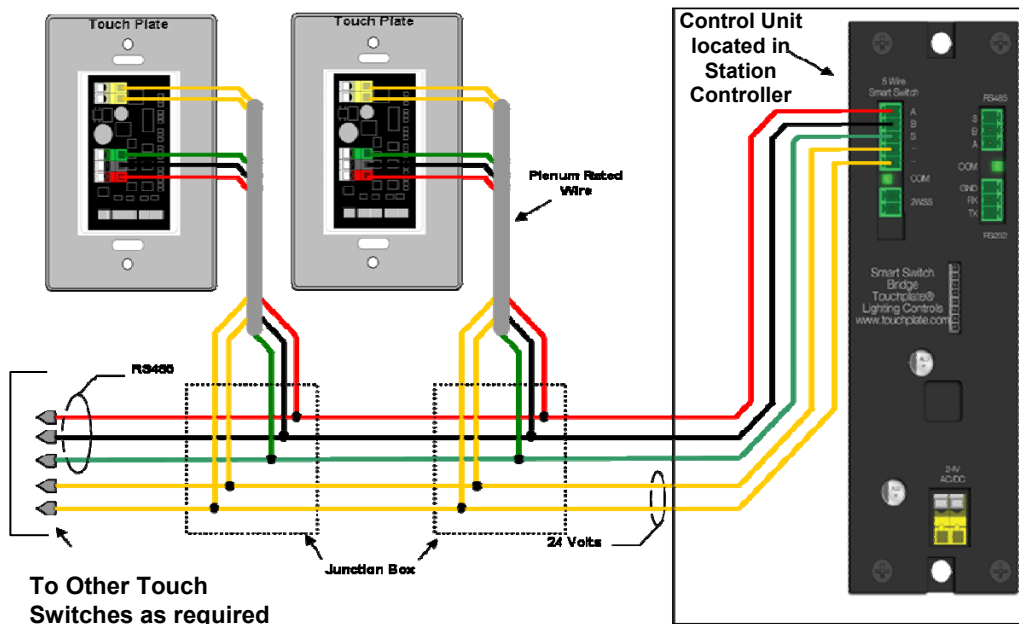 Touch Plate
Touch Plate
Control Unit
located in
Station
Controller
5 Wire
Smart Switch
A
B
S
~
~
COM
2WSS
RS485
S
B
A
COM
GND
RX
TX
RS232
Plenum Rated
Wire
Smart Switch
Bridge
Touchplate®
Lighting Controls
www.touchplate.com
RS485
24V
AC/DC
24 Volts
Junction Box
To Other Touch
Switches as required